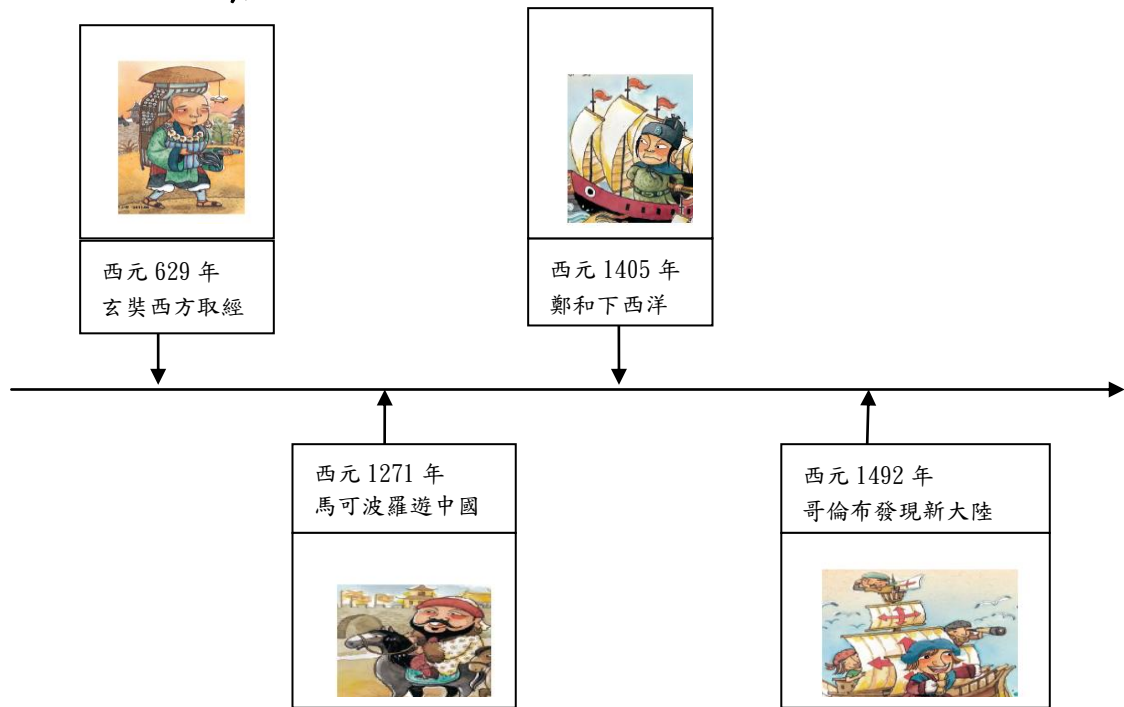 西元 629 年
玄奘西方取經
西元 1405 年
鄭和下西洋
西元 1271 年
馬可波羅遊中國
西元 1492 年
哥倫布發現新大陸